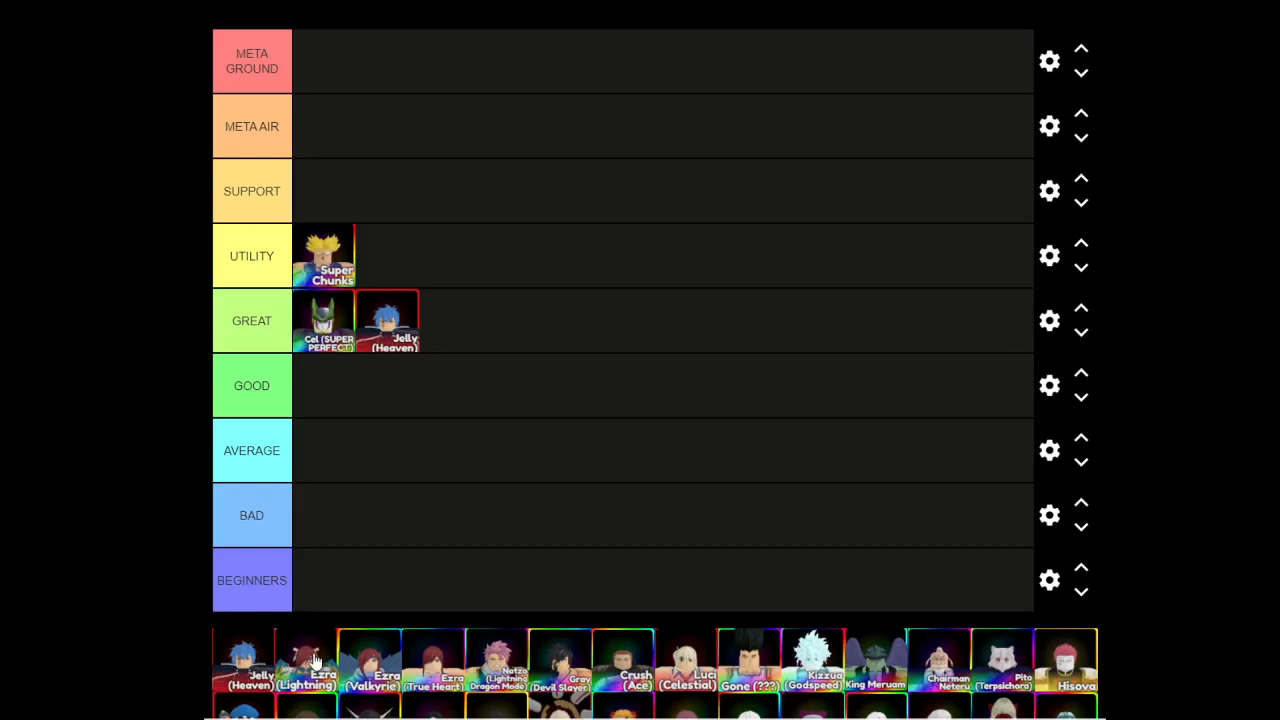 META
GROUND
META AIR
SUPPORT
UTILITY
Super
Chunks
GREAT
Cel (SUPER
PERFECT)
Jelly
(Heaven)
GOOD
AVERAGE
BAD
BEGINNERS
Jelly
(Heaven)
Ezra
(Lightning)
Ezra
(Valkyrie)
Ezra
(True Heart)
Natzo
(Lightning
Dragon Mode)
Gray
(Devil Slayer)
Crush
(Ace)
Luci
(Celestial)
Gone (???)
Kizzua
(Godspeed)
King Meruam
Chairman
Neteru
Pito
(Terpsichora)
Hisova